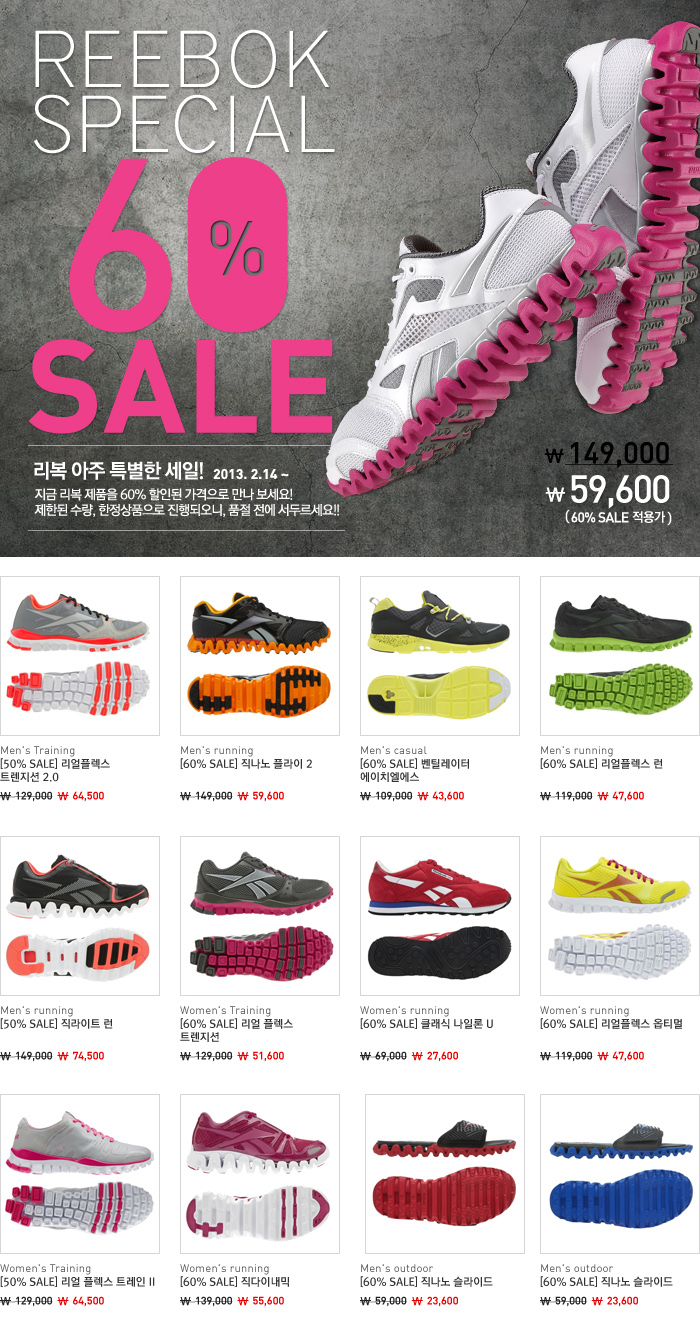 REEBOK
SPECIAL
60%
SALE
리복 아주 특별한 세일! 2013. 2.14 ~
지금 리복 제품을 60% 할인된 가격으로 만나 보세요!
제한된 수량, 한정상품으로 진행되오니, 품절 전에 서두르세요!!
₩ 149,000
₩ 59,600
( 60% SALE 적용가 )
Men's Training
[50% SALE] 리얼플렉스
트랜지션 2.0
₩ 129,000 ₩ 64,500
Men's running
[60% SALE] 직나노 플라이 2
₩ 149,000 ₩ 59,600
Men's casual
[60% SALE] 벤틸레이터
에이치엘에스
₩ 109,000 ₩ 43,600
Men's running
[60% SALE] 리얼플렉스 런
₩ 119,000 ₩ 47,600
Men's running
[50% SALE] 직라이트 런
₩ 149,000 ₩ 74,500
Women's Training
[60% SALE] 리얼 플렉스
트렌지션
₩ 129,000 ₩ 51,600
Women's running
[60% SALE] 클래식 나일론 U
₩ 69,000 ₩ 27,600
Women's running
[60% SALE] 리얼플렉스 옵티멀
₩ 119,000 ₩ 47,600
Women's Training
[50% SALE] 리얼 플렉스 트레인 II
₩ 129,000 ₩ 64,500
Women's running
[60% SALE] 직다이내믹
₩ 139,000 ₩ 55,600
Men's outdoor
[60% SALE] 직나노 슬라이드
₩ 59,000 ₩ 23,600
Men's outdoor
[60% SALE] 직나노 슬라이드
₩ 59,000 ₩ 23,600